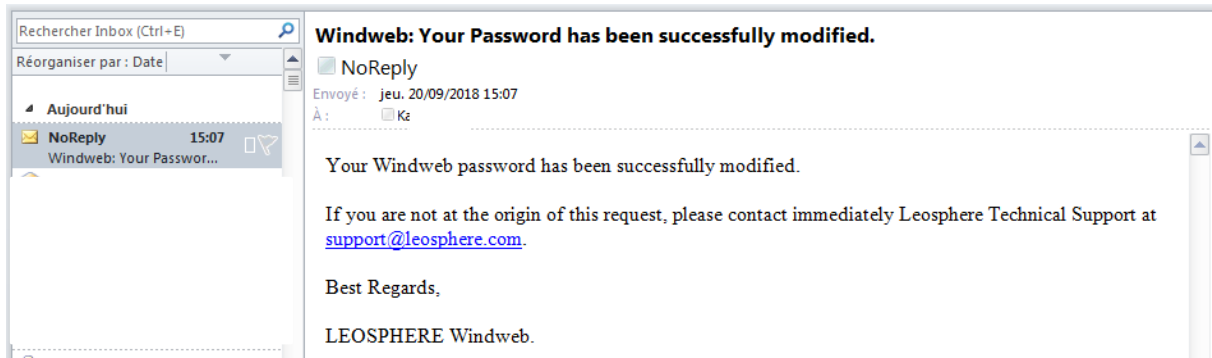 Rechercher Inbox (Ctrl+E)
Réorganiser par : Date
Aujourd'hui
NoReply 15:07
Windweb: Your Passwor...
Windweb: Your Password has been successfully modified.
NoReply
Envoyé : jeu. 20/09/2018 15:07
À : Ka
Your Windweb password has been successfully modified.
If you are not at the origin of this request, please contact immediately Leosphere Technical Support at
support@leosphere.com.
Best Regards,
LEOSPHERE Windweb.